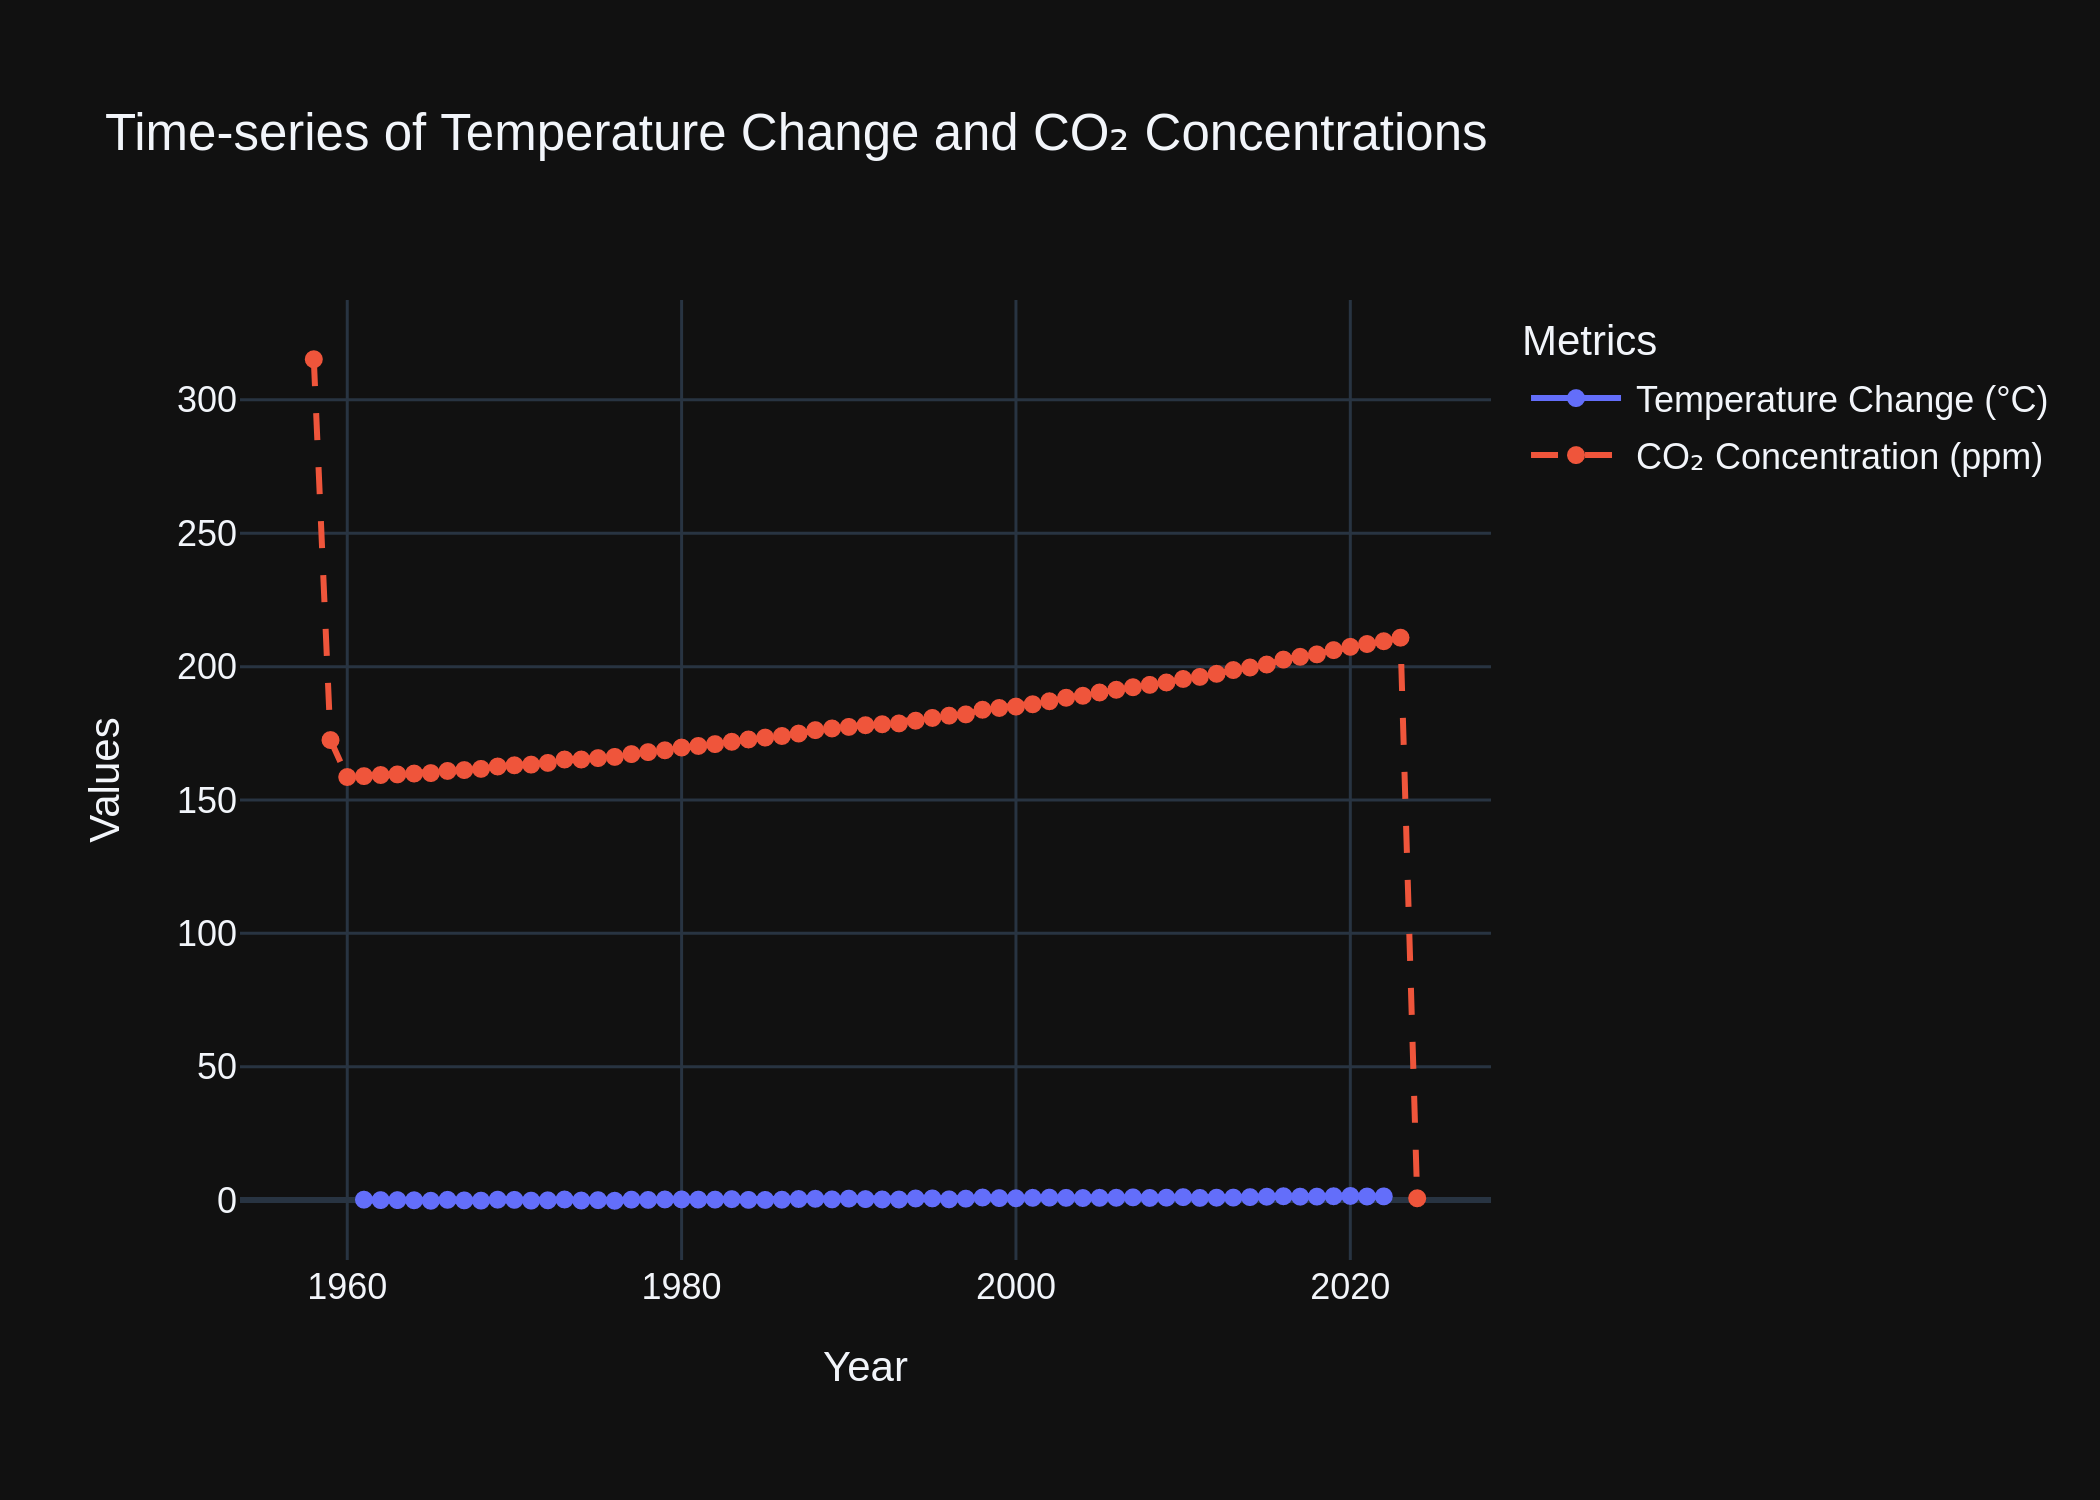 Time-series of Temperature Change and CO₂ Concentrations
Metrics
Temperature Change (°C)
CO₂ Concentration (ppm)
Values
300
250
200
150
100
50
0
1960
1980
2000
2020
Year